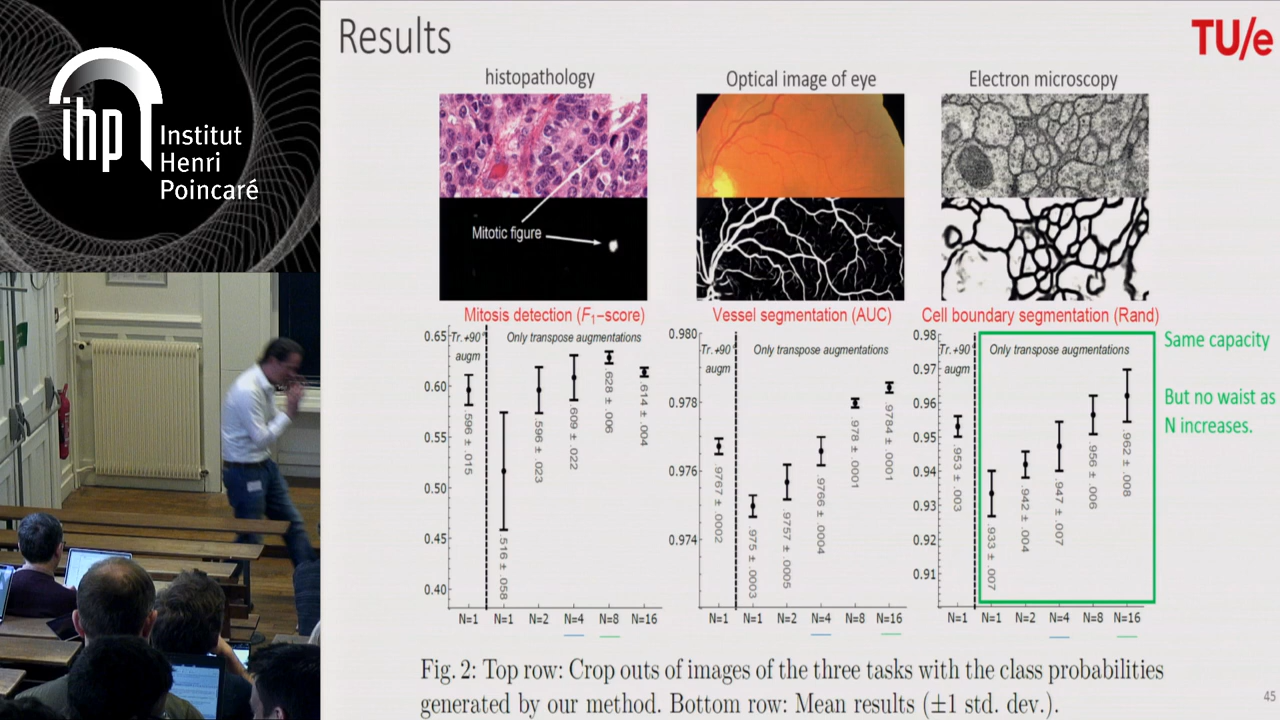 ihp
Institut
Henri
Poincaré
Results
TU/e
histopathology
Optical image of eye
Electron microscopy
Mitotic figure
Mitosis detection (F₁−score)
Vessel segmentation (AUC)
Cell boundary segmentation (Rand)
0.65
0.60
0.55
0.50
0.45
0.40
Tr.+90°
augm
Only transpose augmentations
.596 ± .015
.516 ± .058
.596 ± .023
.609 ± .022
.628 ± .006
.614 ± .004
N=1 N=1 N=2 N=4 N=8 N=16
0.980
0.978
0.976
0.974
Tr.+90°
augm
Only transpose augmentations
.9767 ± .0002
.975 ± .0003
.9757 ± .0005
.9766 ± .0004
.978 ± .0001
.9784 ± .0001
N=1 N=1 N=2 N=4 N=8 N=16
0.98
0.97
0.96
0.95
0.94
0.93
0.92
0.91
Tr.+90°
augm
Only transpose augmentations
.953 ± .003
.933 ± .007
.942 ± .004
.947 ± .007
.956 ± .006
.962 ± .008
N=1 N=1 N=2 N=4 N=8 N=16
Same capacity
But no waist as
N increases.
Fig. 2: Top row: Crop outs of images of the three tasks with the class probabilities
generated by our method. Bottom row: Mean results (±1 std. dev.).
45